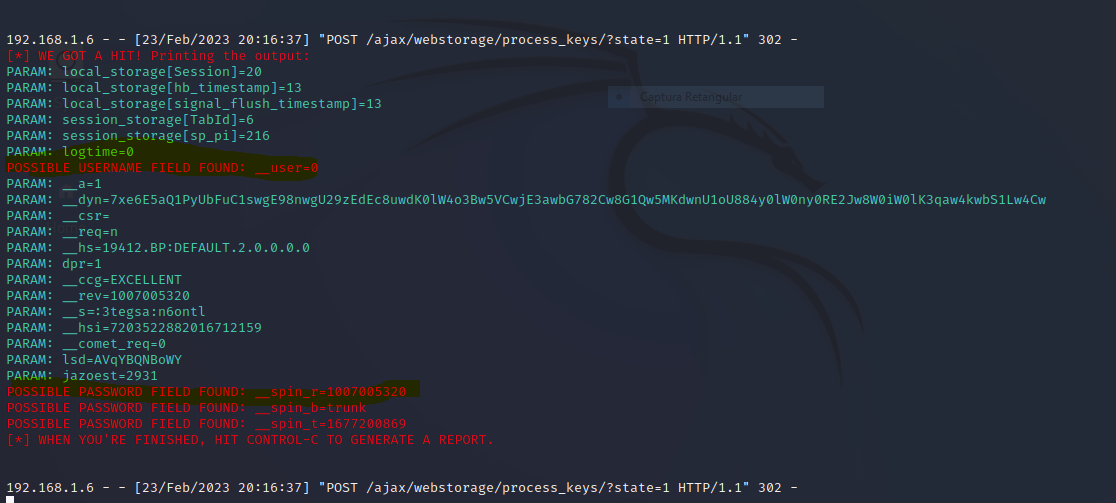 192.168.1.6 - - [23/Feb/2023 20:16:37] "POST /ajax/webstorage/process_keys/?state=1 HTTP/1.1" 302 -
[*] WE GOT A HIT! Printing the output:
PARAM: local_storage[Session]=20
PARAM: local_storage[hb_timestamp]=13
Captura Retangular
PARAM: local_storage[signal_flush_timestamp]=13
PARAM: session_storage[TabId]=6
PARAM: session_storage[sp_pi]=216
PARAM: logtime=0
POSSIBLE USERNAME FIELD FOUND: __user=0
PARAM: __a=1
PARAM: __dyn=7xe6E5aQ1PyUbFuC1swgE98nwgU29zEdEc8uwdK0lW4o3Bw5VCwjE3awbG782Cw8G1Qw5MKdwnU1oU884y0lW0ny0RE2Jw8W0iW0lK3qaw4kwbS1Lw4Cw
PARAM: __csr=
PARAM: __req=n
PARAM: __hs=19412.BP:DEFAULT.2.0.0.0.0
PARAM: dpr=1
PARAM: __ccg=EXCELLENT
PARAM: __rev=1007005320
PARAM: __s=:3tegsa:n6ontl
PARAM: __hsi=7203522882016712159
PARAM: __comet_req=0
PARAM: lsd=AVqYBQNBoWY
PARAM: jazoest=2931
POSSIBLE PASSWORD FIELD FOUND: __spin_r=1007005320
POSSIBLE PASSWORD FIELD FOUND: __spin_b=trunk
POSSIBLE PASSWORD FIELD FOUND: __spin_t=1677200869
[*] WHEN YOU'RE FINISHED, HIT CONTROL-C TO GENERATE A REPORT.
192.168.1.6 - - [23/Feb/2023 20:16:37] "POST /ajax/webstorage/process_keys/?state=1 HTTP/1.1" 302 -